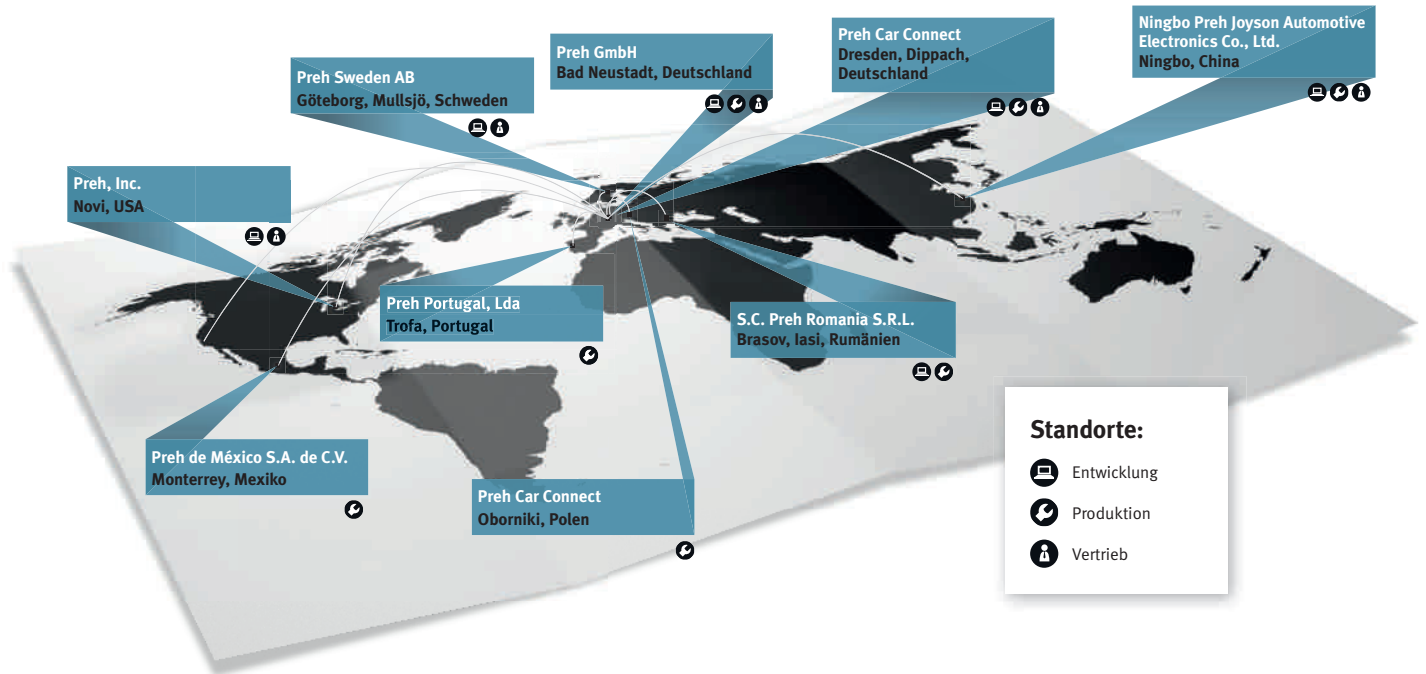 Ningbo Preh Joyson Automotive
Electronics Co., Ltd.
Ningbo, China
Preh Car Connect
Dresden, Dippach,
Deutschland
Preh GmbH
Bad Neustadt, Deutschland
Preh Sweden AB
Göteborg, Mullsjö, Schweden
Preh, Inc.
Novi, USA
Preh Portugal, Lda
Trofa, Portugal
S.C. Preh Romania S.R.L.
Brasov, Iasi, Rumänien
Preh de México S.A. de C.V.
Monterrey, Mexiko
Preh Car Connect
Oborniki, Polen
Standorte:
Entwicklung
Produktion
Vertrieb